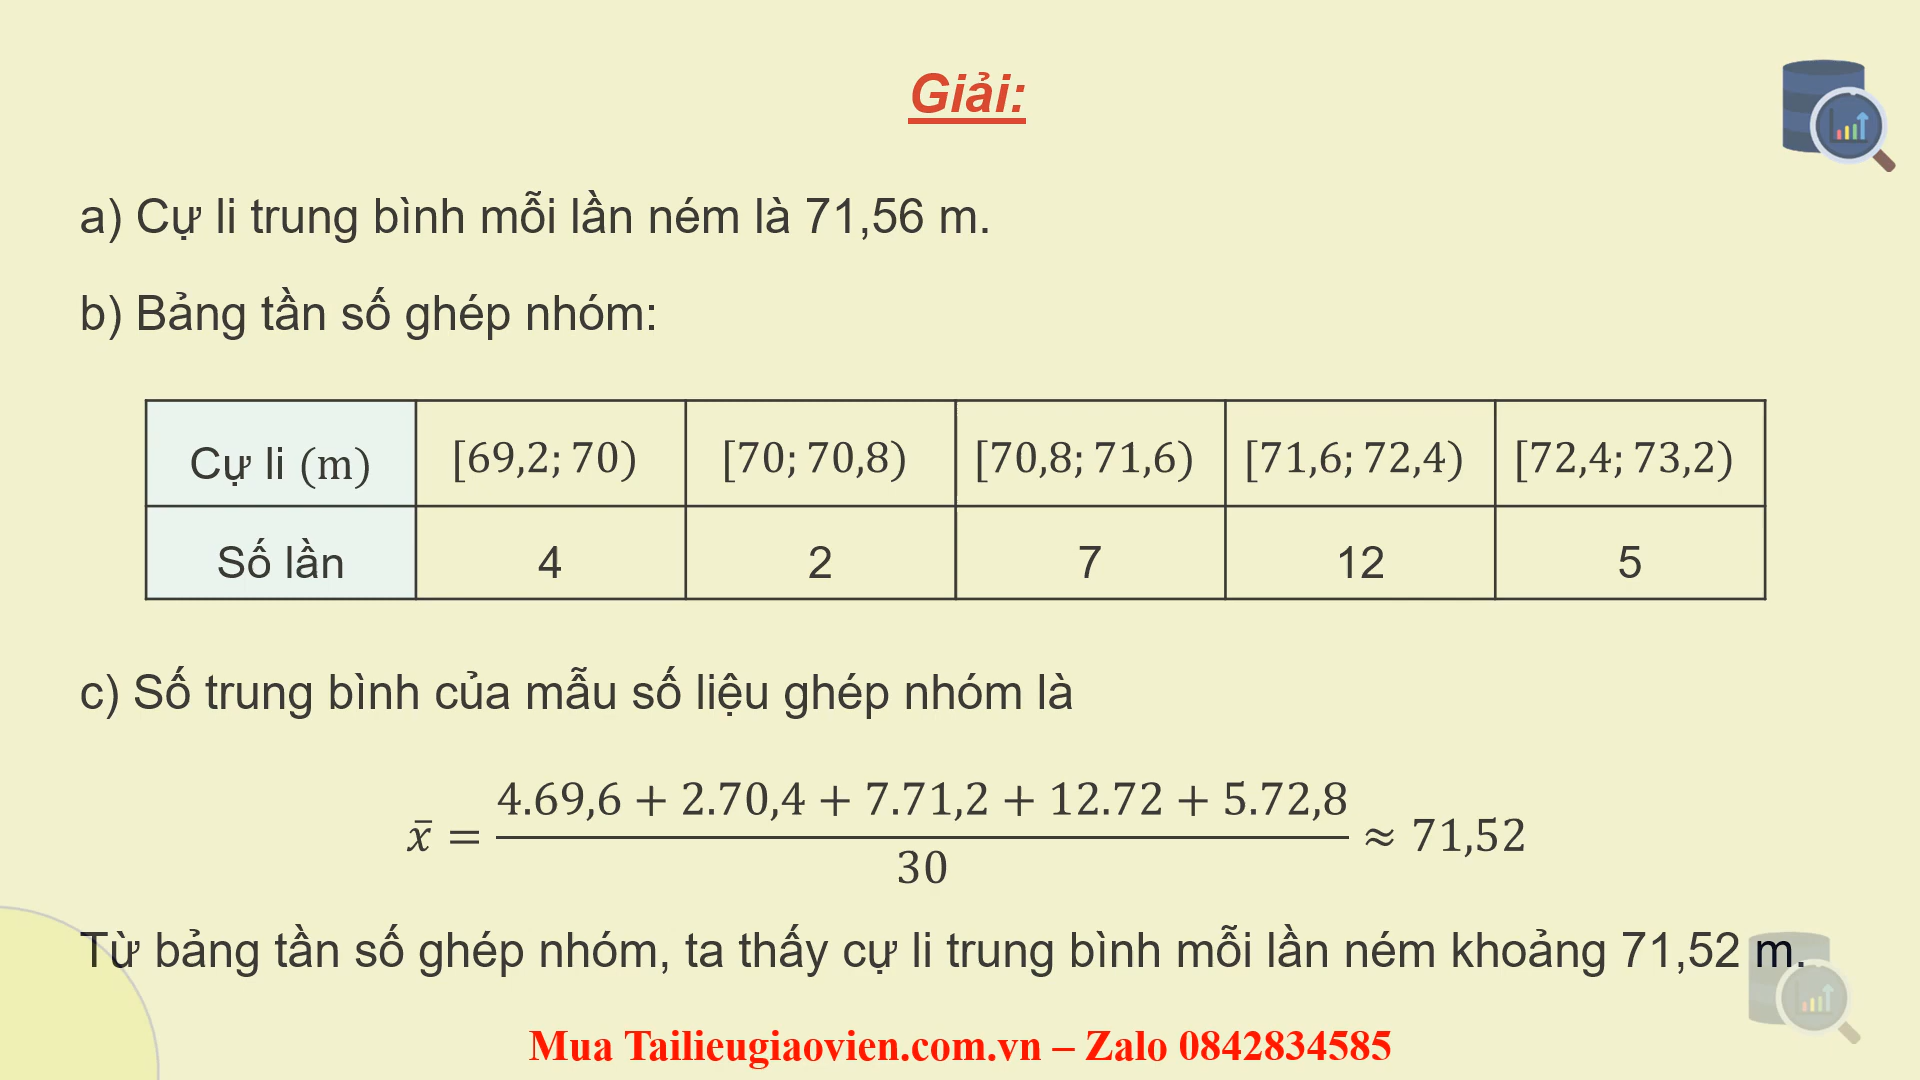 Giải:
a) Cự li trung bình mỗi lần ném là 71,56 m.
b) Bảng tần số ghép nhóm:
Cự li (m) [69,2; 70) [70; 70,8) [70,8; 71,6) [71,6; 72,4) [72,4; 73,2)
Số lần 4 2 7 12 5
c) Số trung bình của mẫu số liệu ghép nhóm là
x̄ = (4.69,6 + 2.70,4 + 7.71,2 + 12.72 + 5.72,8)/30 ≈ 71,52
Từ bảng tần số ghép nhóm, ta thấy cự li trung bình mỗi lần ném khoảng 71,52 m.
Mua Tailieugiaovien.com.vn – Zalo 0842834585